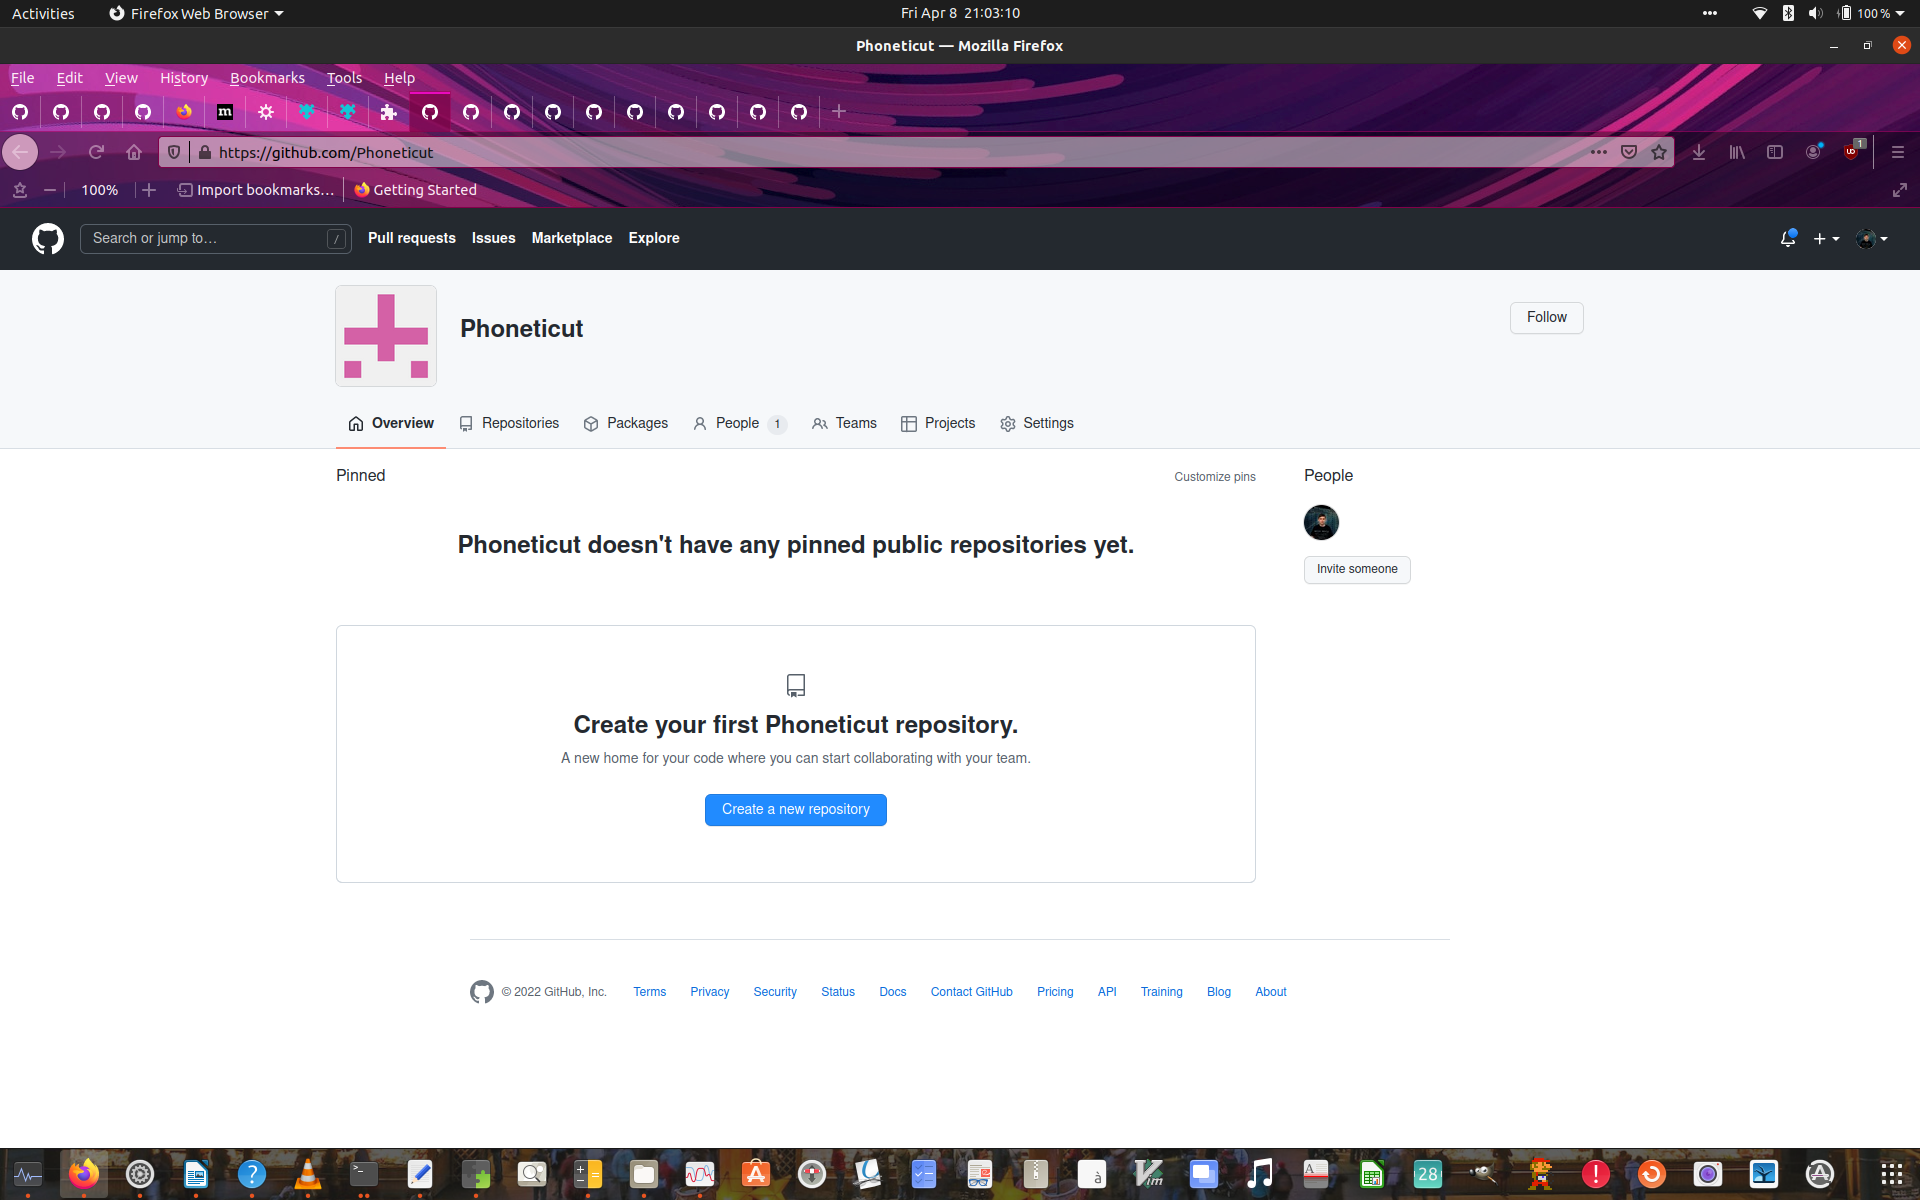 Activities Firefox Web Browser Fri Apr 8 21:03:10 100 %
Phoneticut — Mozilla Firefox
File Edit View History Bookmarks Tools Help
m
https://github.com/Phoneticut 1
100% Import bookmarks… Getting Started
Search or jump to… / Pull requests Issues Marketplace Explore
Phoneticut Follow
Overview Repositories Packages People 1 Teams Projects Settings
Pinned Customize pins People
Phoneticut doesn't have any pinned public repositories yet.
Invite someone
Create your first Phoneticut repository.
A new home for your code where you can start collaborating with your team.
Create a new repository
© 2022 GitHub, Inc. Terms Privacy Security Status Docs Contact GitHub Pricing API Training Blog About
? >_ à Vim A 28 !